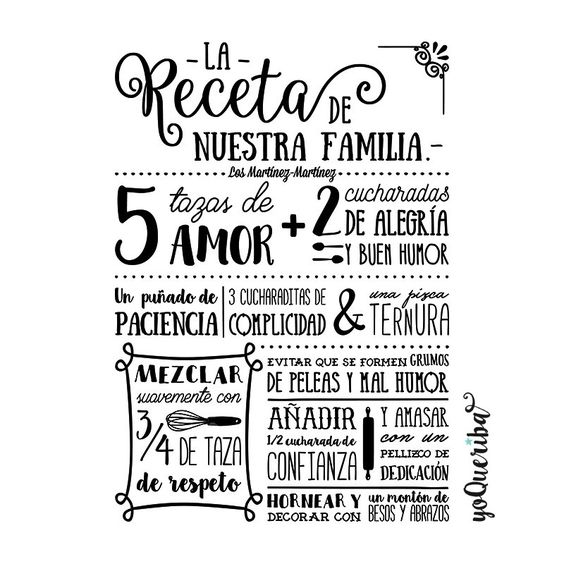 -LA-
Receta DE
NUESTRA FAMILIA.-
Los Martínez-Martínez
5 tazas de
AMOR
+ 2 cucharadas
DE ALEGRÍA
Y BUEN HUMOR
Un puñado de
PACIENCIA
3 CUCHARADITAS DE
COMPLICIDAD
& una pizca
TERNURA
MEZCLAR
suavemente con
3/4 DE TAZA
de respeto
EVITAR QUE SE FORMEN GRUMOS
DE PELEAS Y MAL HUMOR
AÑADIR
1/2 cucharada de
CONFIANZA
Y AMASAR
CON UN
PELLIZCO DE
DEDICACIÓN
HORNEAR Y
DECORAR CON
un montón de
BESOS Y ABRAZOS
yoQueriba